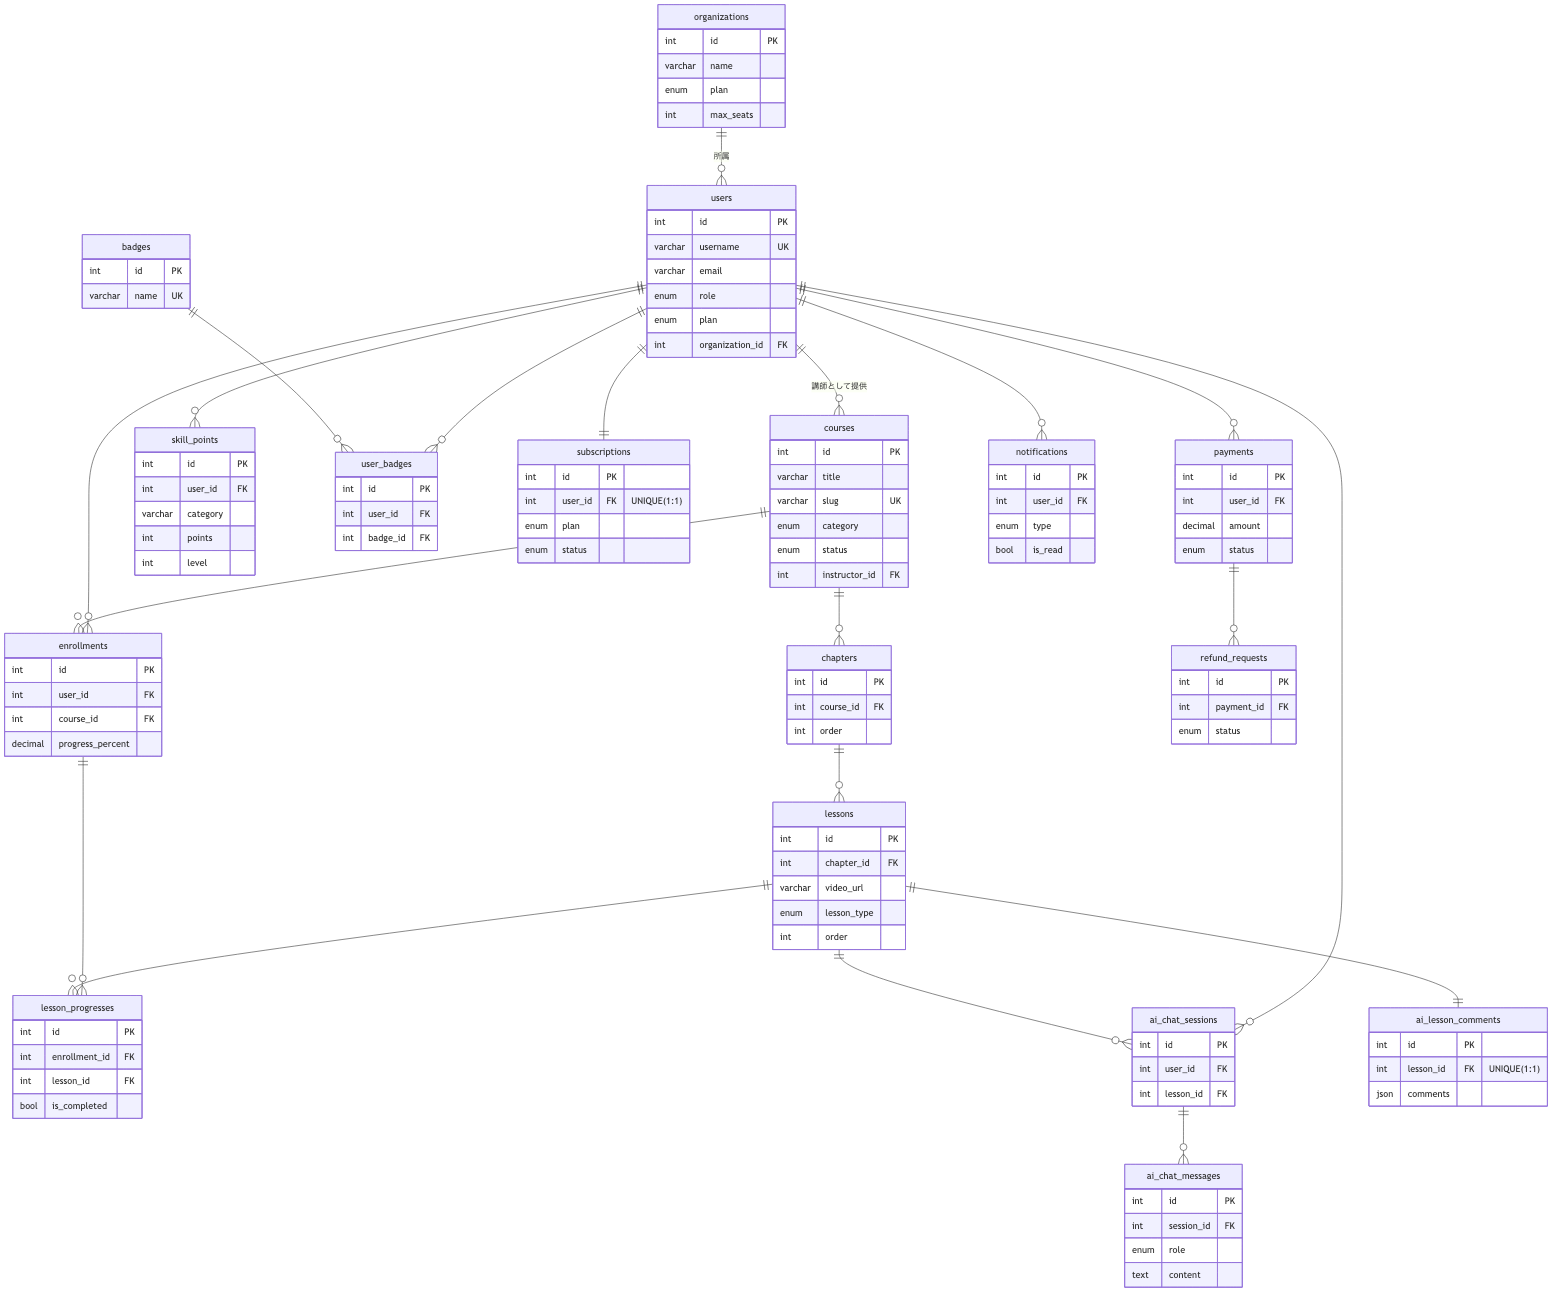 organizations
int id PK
varchar name
enum plan
int max_seats
所属
users
int id PK
varchar username UK
varchar email
enum role
enum plan
int organization_id FK
badges
int id PK
varchar name UK
講師として提供
skill_points
int id PK
int user_id FK
varchar category
int points
int level
user_badges
int id PK
int user_id FK
int badge_id FK
subscriptions
int id PK
int user_id FK UNIQUE(1:1)
enum plan
enum status
courses
int id PK
varchar title
varchar slug UK
enum category
enum status
int instructor_id FK
notifications
int id PK
int user_id FK
enum type
bool is_read
payments
int id PK
int user_id FK
decimal amount
enum status
enrollments
int id PK
int user_id FK
int course_id FK
decimal progress_percent
chapters
int id PK
int course_id FK
int order
refund_requests
int id PK
int payment_id FK
enum status
lessons
int id PK
int chapter_id FK
varchar video_url
enum lesson_type
int order
lesson_progresses
int id PK
int enrollment_id FK
int lesson_id FK
bool is_completed
ai_chat_sessions
int id PK
int user_id FK
int lesson_id FK
ai_lesson_comments
int id PK
int lesson_id FK UNIQUE(1:1)
json comments
ai_chat_messages
int id PK
int session_id FK
enum role
text content